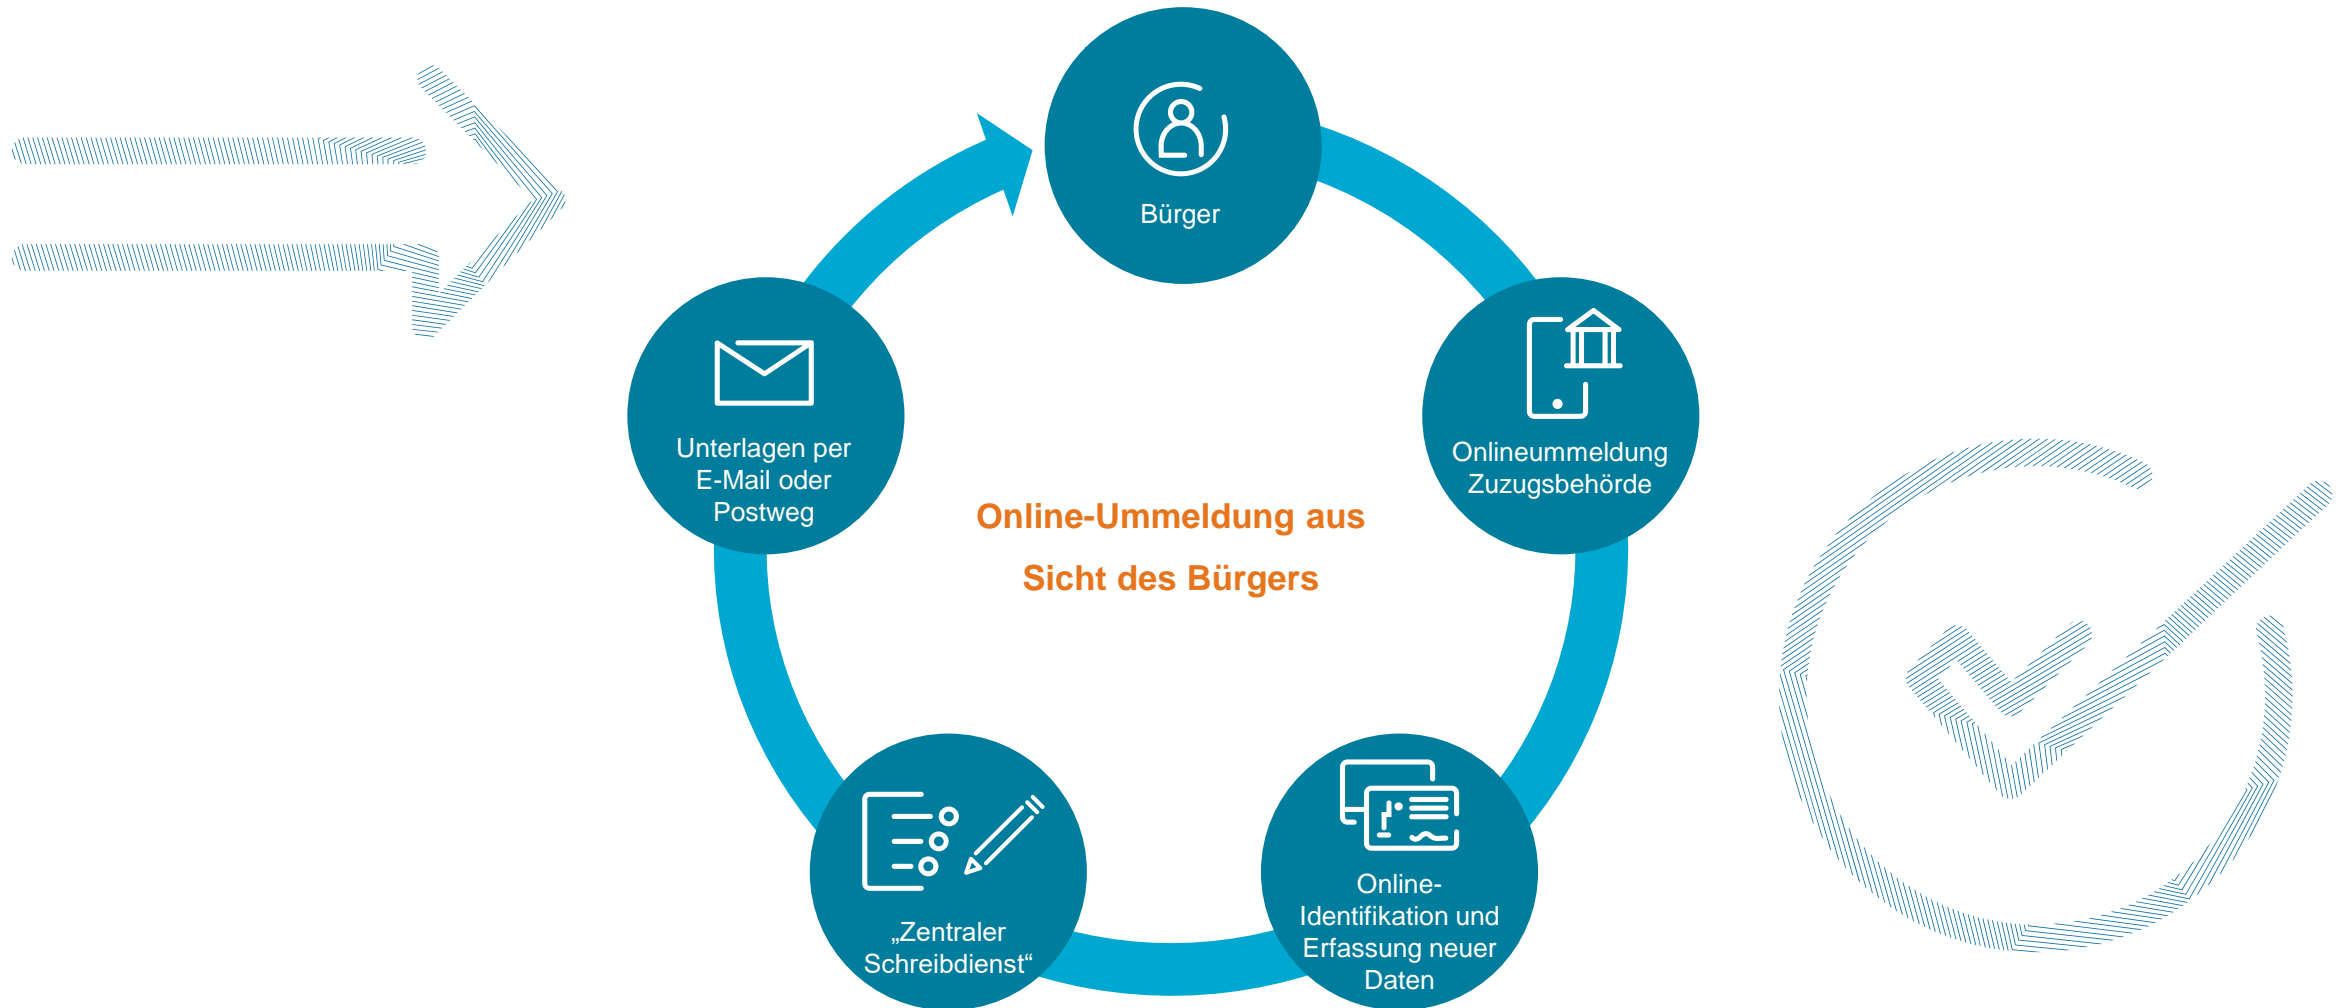 Bürger
Onlineummeldung
Zuzugsbehörde
Online-
Identifikation und
Erfassung neuer
Daten
„Zentraler
Schreibdienst“
Unterlagen per
E-Mail oder
Postweg
Online-Ummeldung aus
Sicht des Bürgers